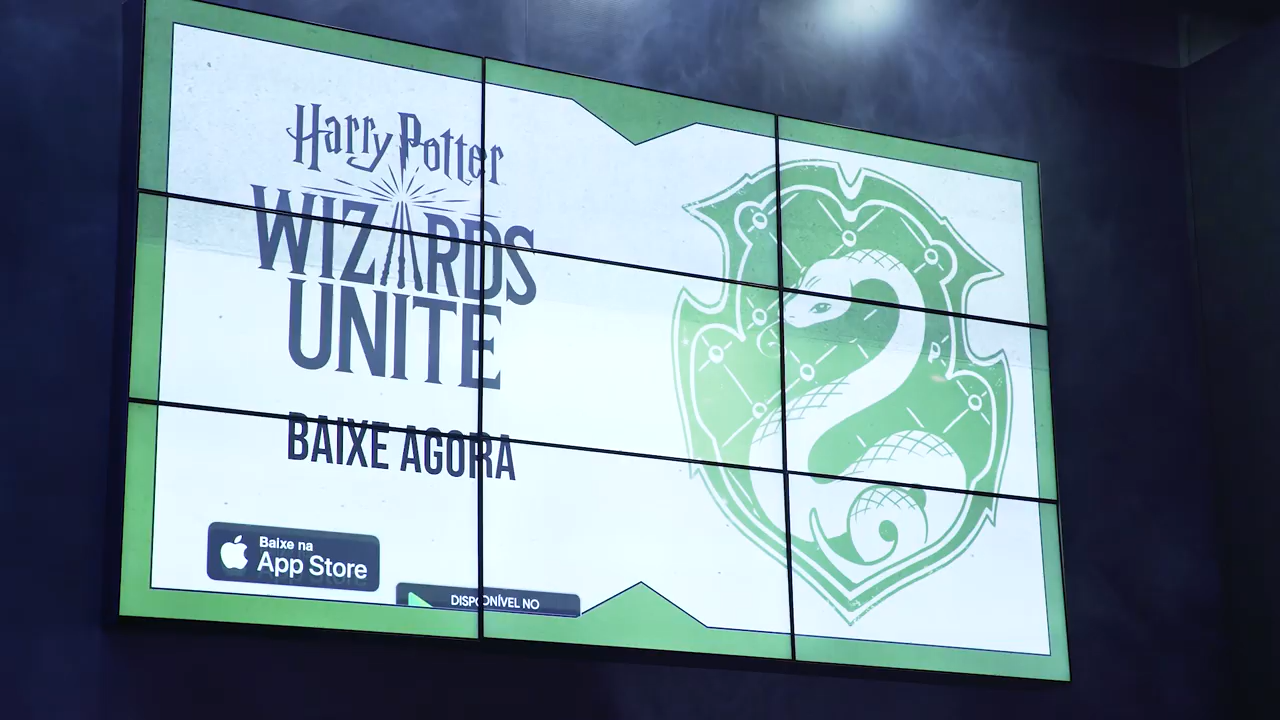 Harry Potter
WIZARDS
UNITE
BAIXE AGORA
Baixe na
App Store
DISPONÍVEL NO